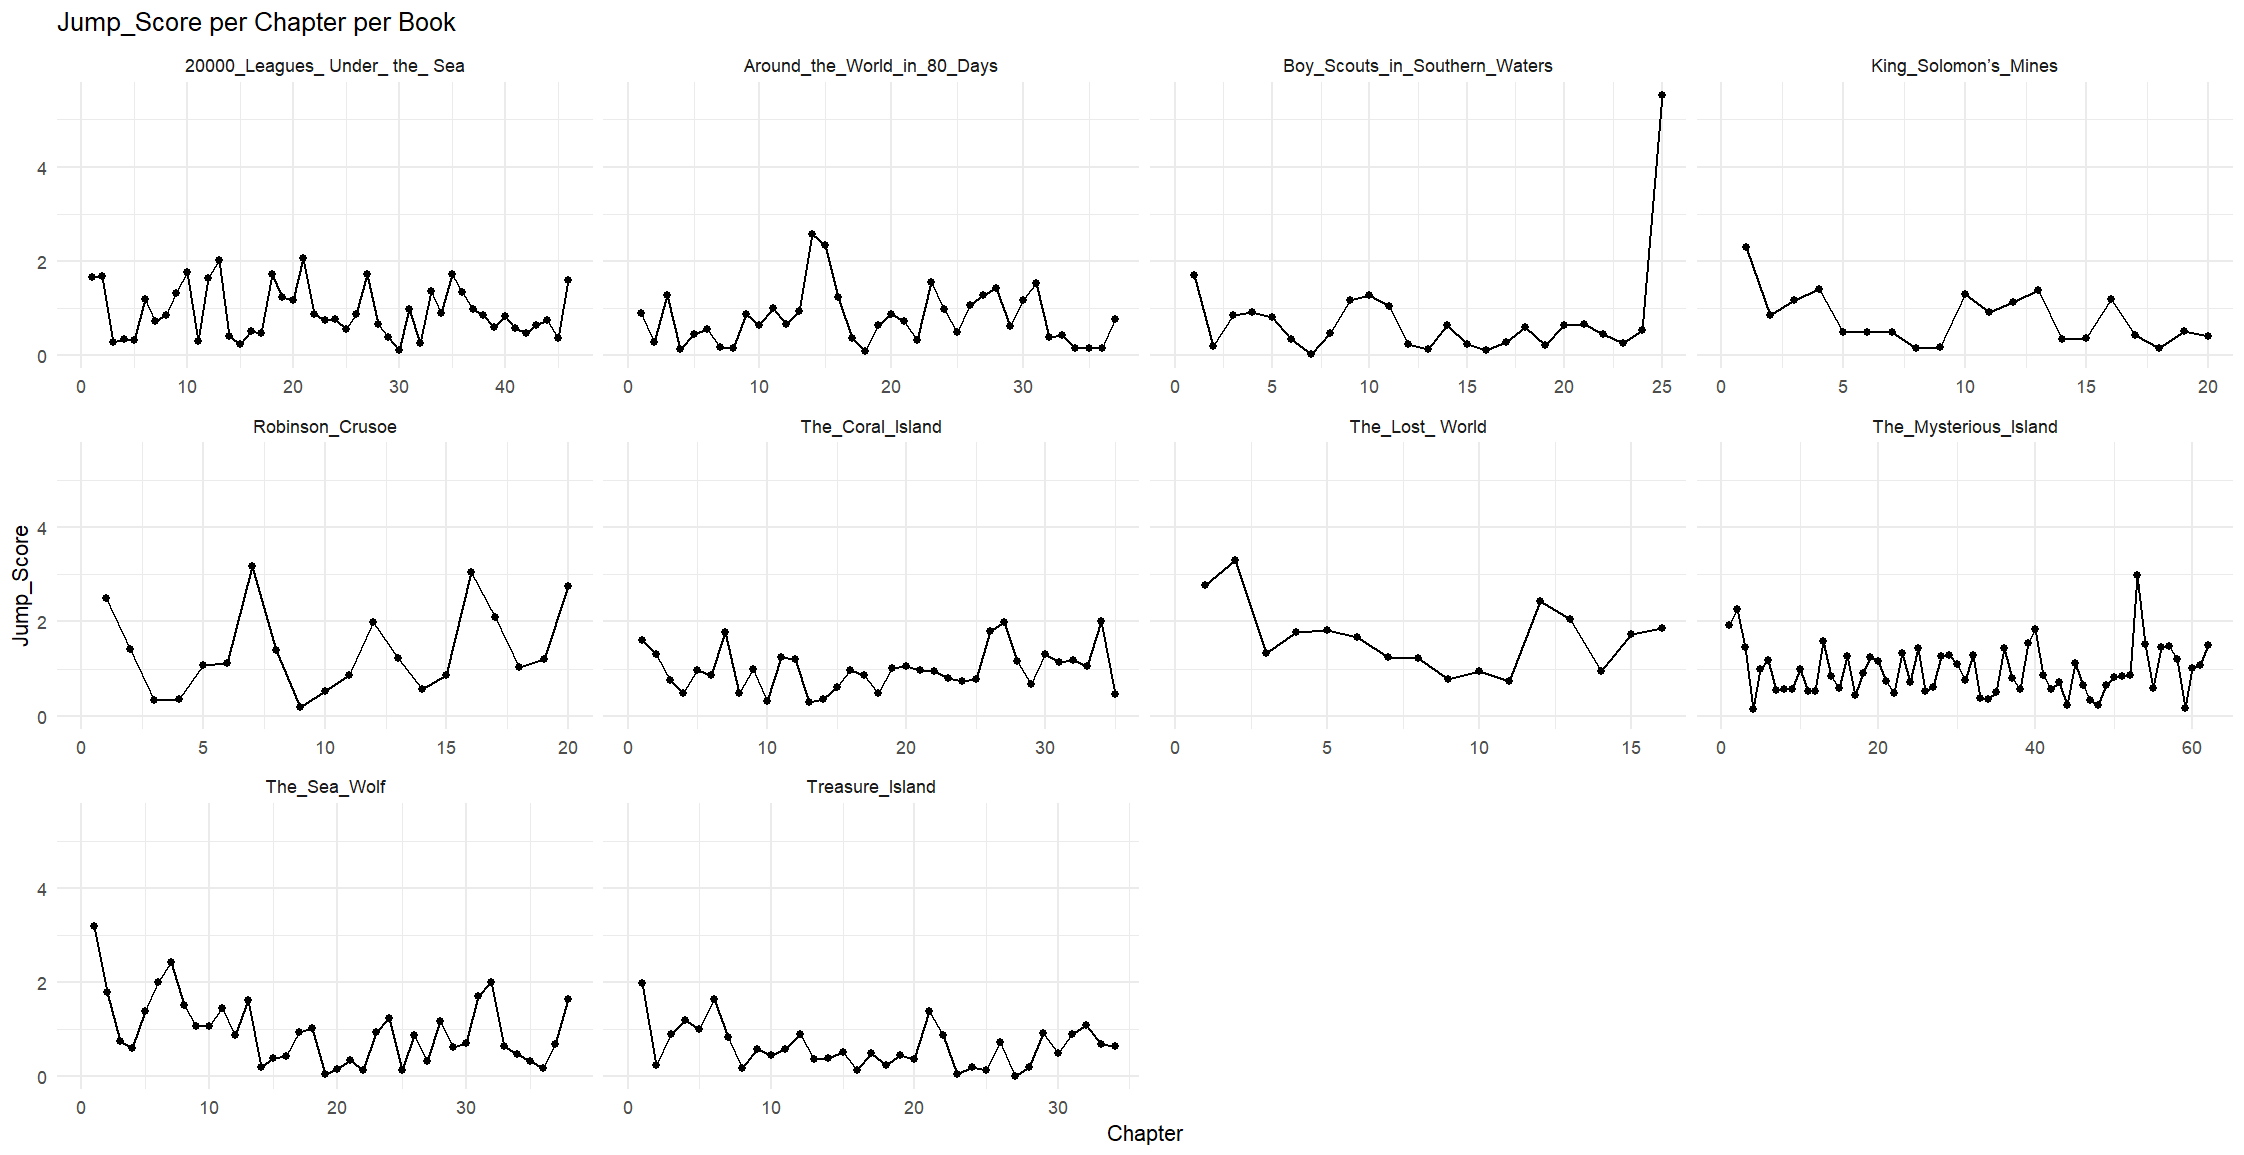 Jump_Score per Chapter per Book
20000_Leagues_ Under_ the_ Sea
Around_the_World_in_80_Days
Boy_Scouts_in_Southern_Waters
King_Solomon’s_Mines
4
2
0
0 10 20 30 40
0 10 20 30
0 5 10 15 20 25
0 5 10 15 20
Robinson_Crusoe
The_Coral_Island
The_Lost_ World
The_Mysterious_Island
Jump_Score
4
2
0
0 5 10 15 20
0 10 20 30
0 5 10 15
0 20 40 60
The_Sea_Wolf
Treasure_Island
4
2
0
0 10 20 30
0 10 20 30
Chapter